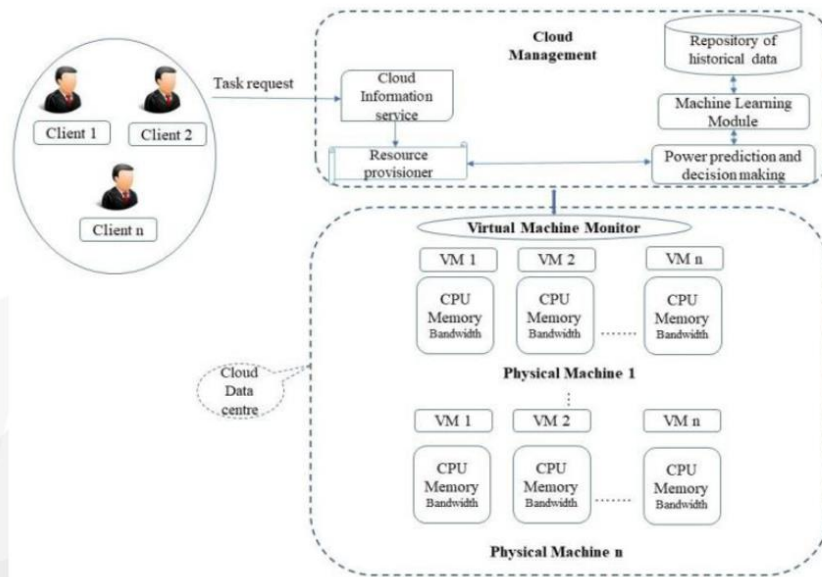 Client 1
Client 2
Client n
Task request
Cloud
Management
Cloud
Information
service
Resource
provisioner
Repository of
historical data
Machine Learning
Module
Power prediction and
decision making
Virtual Machine Monitor
VM 1
VM 2
VM n
CPU
Memory
Bandwidth
CPU
Memory
Bandwidth
........
CPU
Memory
Bandwidth
Physical Machine 1
Cloud
Data
centre
VM 1
VM 2
VM n
CPU
Memory
Bandwidth
CPU
Memory
Bandwidth
........
CPU
Memory
Bandwidth
Physical Machine n